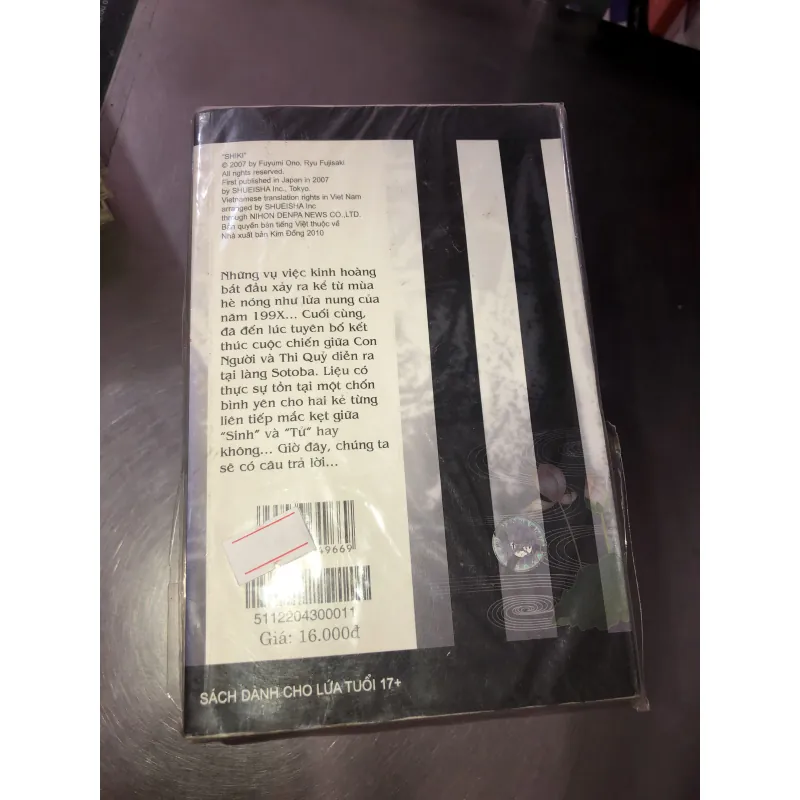 "SHIKI"
© 2007 by Fuyumi Ono, Ryu Fujisaki
All rights reserved.
First published in Japan in 2007
by SHUEISHA Inc., Tokyo.
Vietnamese translation rights in Viet Nam
arranged by SHUEISHA Inc
through NIHON DENPA NEWS CO.,LTD.
Bản quyền bản tiếng Việt thuộc về
Nhà xuất bản Kim Đồng 2010
Những vụ việc kinh hoàng
bắt đầu xảy ra kể từ mùa
hè nóng như lửa nung của
năm 199X... Cuối cùng,
đã đến lúc tuyên bố kết
thúc cuộc chiến giữa Con
Người và Thi Quỷ diễn ra
tại làng Sotoba. Liệu có
thực sự tồn tại một chốn
bình yên cho hai kẻ từng
liên tiếp mắc kẹt giữa
"Sinh" và "Tử" hay
không... Giờ đây, chúng ta
sẽ có câu trả lời...
49669
5112204300011
Giá: 16.000đ
SÁCH DÀNH CHO LỨA TUỔI 17+